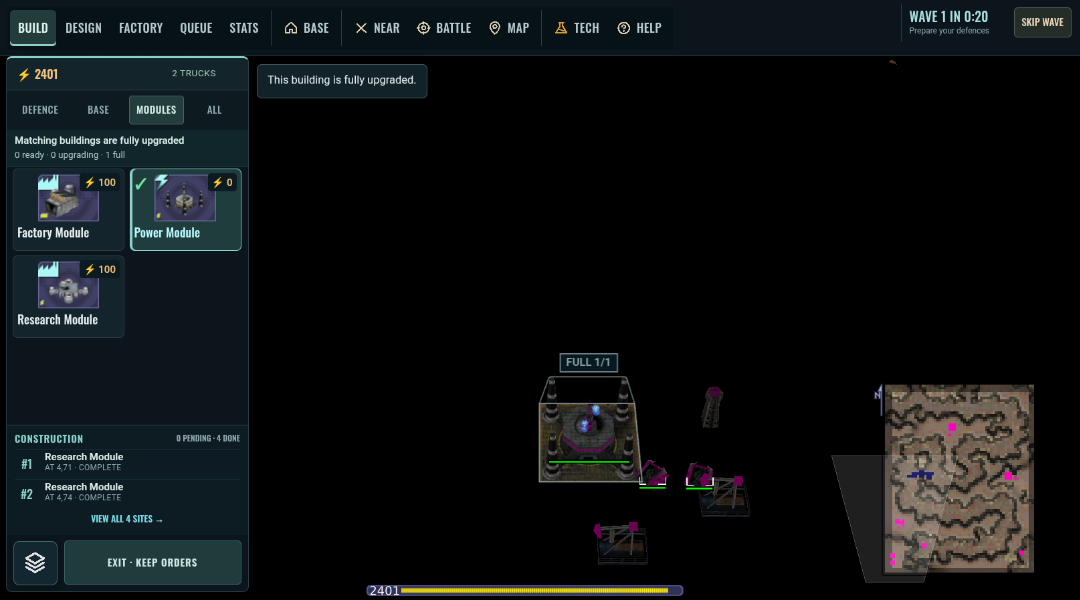 BUILD
DESIGN
FACTORY
QUEUE
STATS
BASE
NEAR
BATTLE
MAP
TECH
HELP
WAVE 1 IN 0:20
Prepare your defences
SKIP WAVE
2401
2 TRUCKS
DEFENCE
BASE
MODULES
ALL
Matching buildings are fully upgraded
0 ready · 0 upgrading · 1 full
100
Factory Module
0
Power Module
100
Research Module
CONSTRUCTION
0 PENDING · 4 DONE
#1
Research Module
AT 4,71 · COMPLETE
#2
Research Module
AT 4,74 · COMPLETE
VIEW ALL 4 SITES →
EXIT · KEEP ORDERS
This building is fully upgraded.
FULL 1/1
N
2401